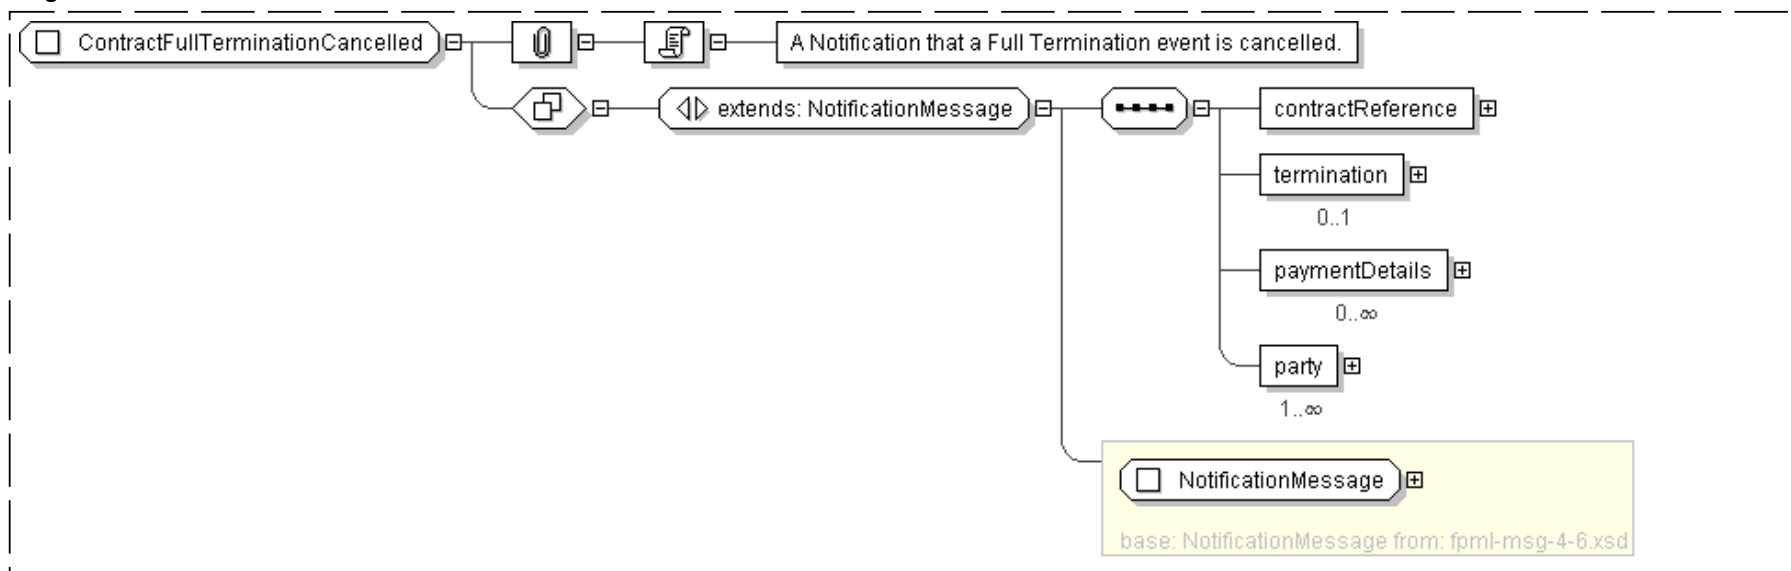 ContractFullTerminationCancelled
A Notification that a Full Termination event is cancelled.
extends: NotificationMessage
contractReference
termination
0..1
paymentDetails
0..∞
party
1..∞
NotificationMessage
base: NotificationMessage from: fpml-msg-4-6.xsd